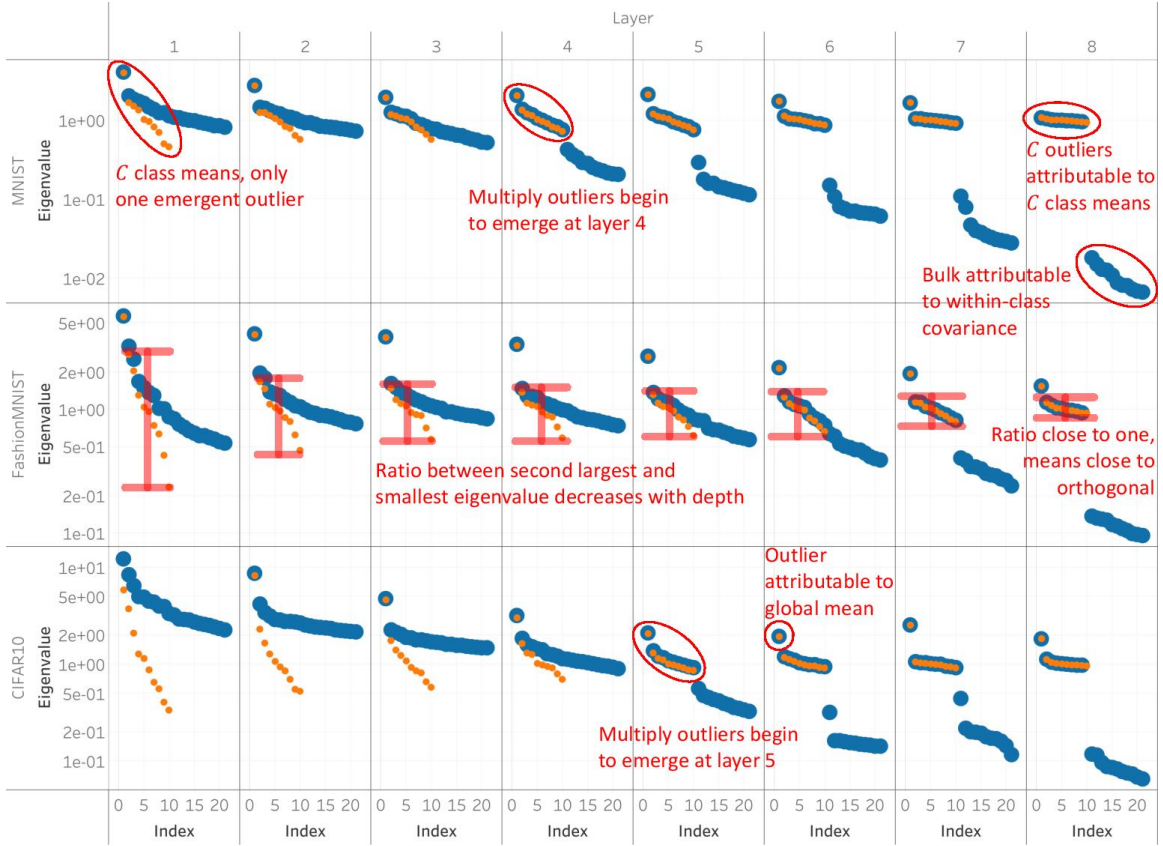 Layer
1 2 3 4 5 6 7 8
MNIST
Eigenvalue
1e+00
1e-01
1e-02
C class means, only
one emergent outlier
Multiply outliers begin
to emerge at layer 4
C outliers
attributable to
C class means
Bulk attributable
to within-class
covariance
FashionMNIST
Eigenvalue
5e+00
2e+00
1e+00
5e-01
2e-01
1e-01
Ratio between second largest and
smallest eigenvalue decreases with depth
Ratio close to one,
means close to
orthogonal
CIFAR10
Eigenvalue
1e+01
5e+00
2e+00
1e+00
5e-01
2e-01
1e-01
Outlier
attributable to
global mean
Multiply outliers begin
to emerge at layer 5
0 5 10 15 20 0 5 10 15 20 0 5 10 15 20 0 5 10 15 20 0 5 10 15 20 0 5 10 15 20 0 5 10 15 20 0 5 10 15 20
Index Index Index Index Index Index Index Index